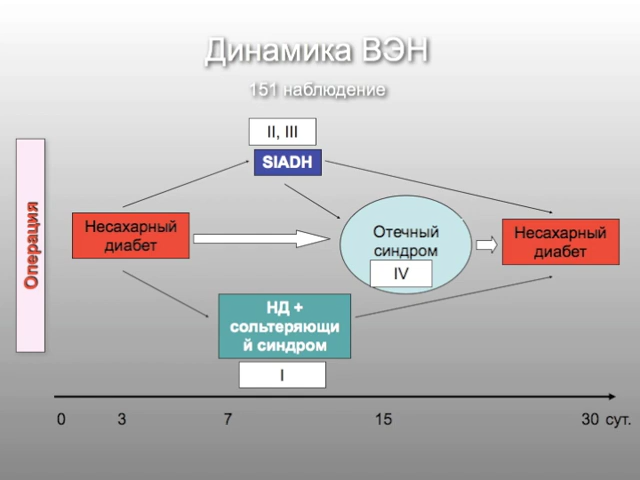 Динамика ВЭН
151 наблюдение
II, III
SIADH
Операция
Несахарный
диабет
Отечный
синдром
IV
Несахарный
диабет
НД +
сольтеряющи
й синдром
I
0 3 7 15 30 сут.